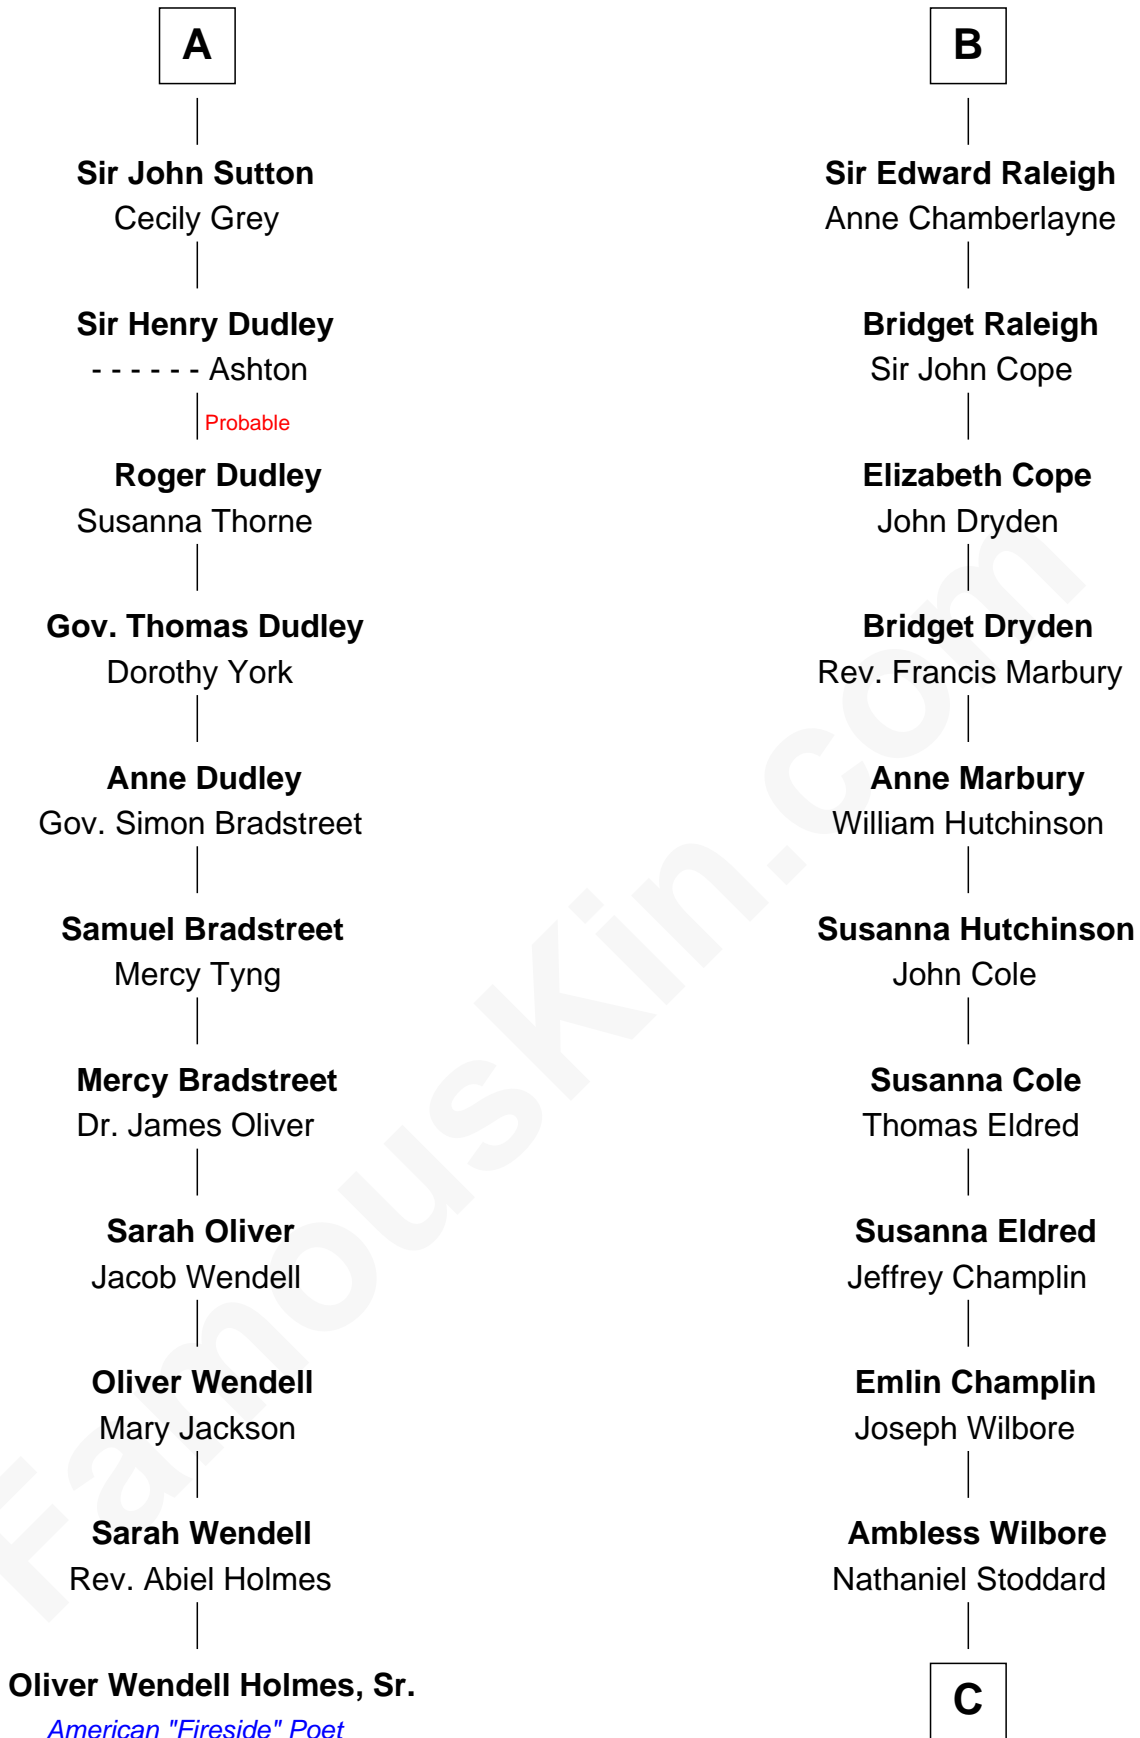 A
Sir John Sutton
Cecily Grey
Sir Henry Dudley
- - - - - - Ashton
Probable
Roger Dudley
Susanna Thorne
Gov. Thomas Dudley
Dorothy York
Anne Dudley
Gov. Simon Bradstreet
Samuel Bradstreet
Mercy Tyng
Mercy Bradstreet
Dr. James Oliver
Sarah Oliver
Jacob Wendell
Oliver Wendell
Mary Jackson
Sarah Wendell
Rev. Abiel Holmes
Oliver Wendell Holmes, Sr.
American "Fireside" Poet
B
Sir Edward Raleigh
Anne Chamberlayne
Bridget Raleigh
Sir John Cope
Elizabeth Cope
John Dryden
Bridget Dryden
Rev. Francis Marbury
Anne Marbury
William Hutchinson
Susanna Hutchinson
John Cole
Susanna Cole
Thomas Eldred
Susanna Eldred
Jeffrey Champlin
Emlin Champlin
Joseph Wilbore
Ambless Wilbore
Nathaniel Stoddard
C
FamousKin.com